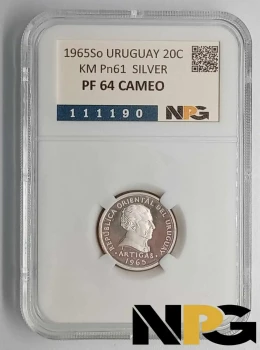 1965So URUGUAY 20C
KM Pn61 SILVER
PF 64 CAMEO
111190 NPG
REPUBLICA ORIENTAL DEL URUGUAY
· ARTIGAS ·
1965
NPG